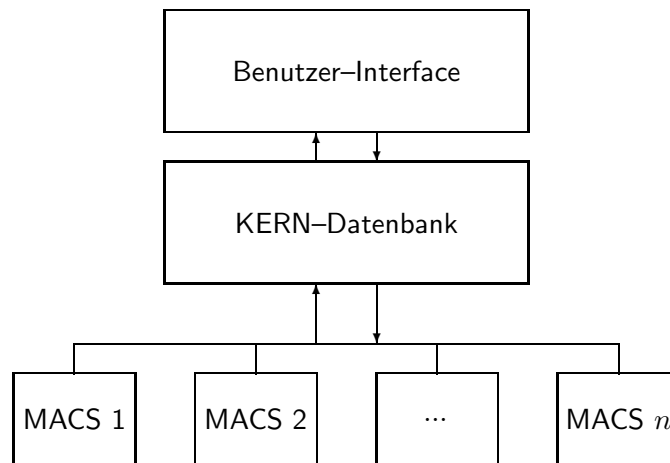 Benutzer–Interface
KERN–Datenbank
MACS 1
MACS 2
...
MACS n